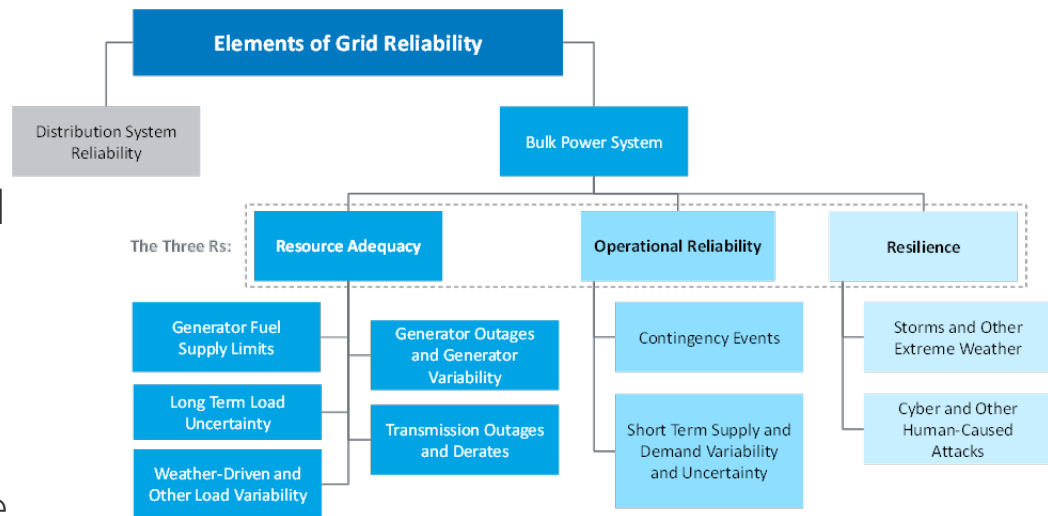 Elements of Grid Reliability
Distribution System
Reliability
Bulk Power System
The Three Rs:
Resource Adequacy
Operational Reliability
Resilience
Generator Fuel
Supply Limits
Generator Outages
and Generator
Variability
Contingency Events
Storms and Other
Extreme Weather
Long Term Load
Uncertainty
Transmission Outages
and Derates
Short Term Supply and
Demand Variability
and Uncertainty
Cyber and Other
Human-Caused
Attacks
Weather-Driven and
Other Load Variability